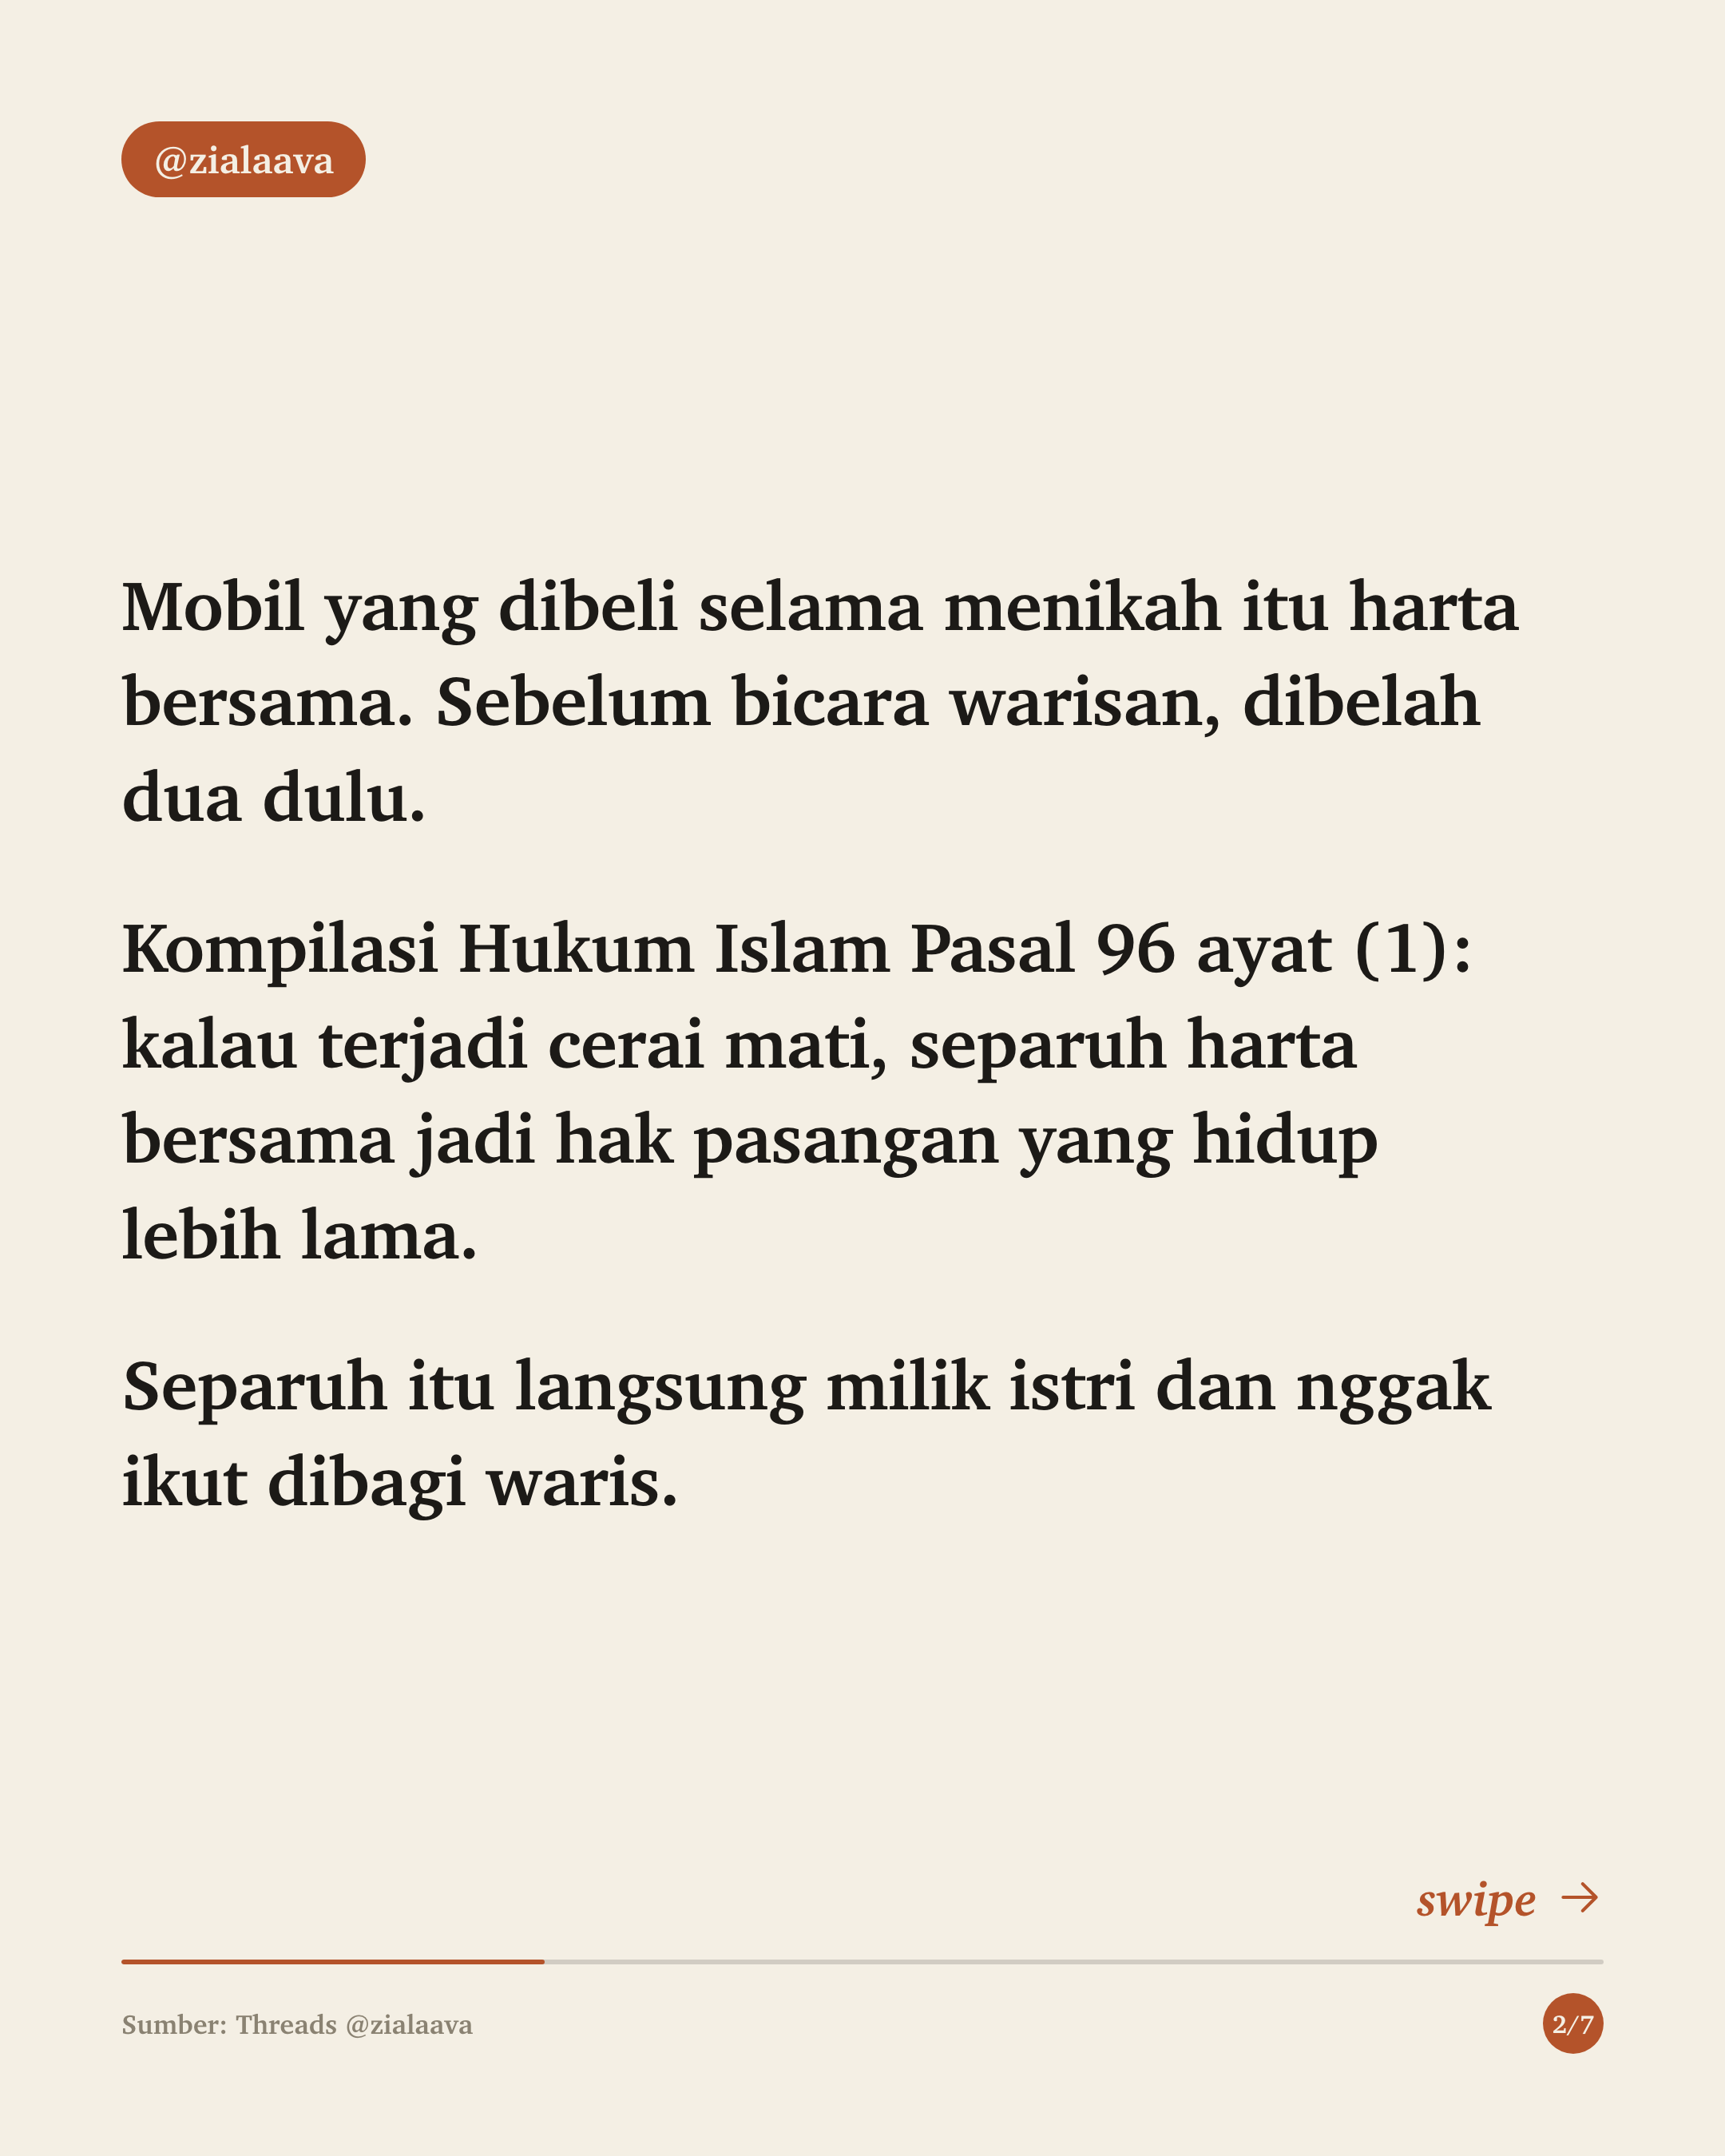 @zialaava
Mobil yang dibeli selama menikah itu harta
bersama. Sebelum bicara warisan, dibelah
dua dulu.
Kompilasi Hukum Islam Pasal 96 ayat (1):
kalau terjadi cerai mati, separuh harta
bersama jadi hak pasangan yang hidup
lebih lama.
Separuh itu langsung milik istri dan nggak
ikut dibagi waris.
swipe →
Sumber: Threads @zialaava
2/7